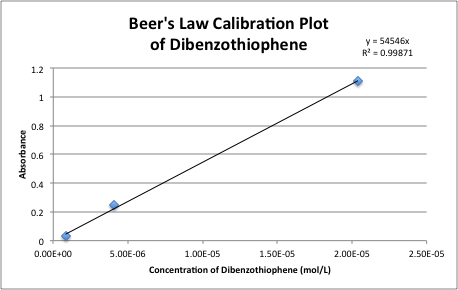 Beer's Law Calibration Plot
of Dibenzothiophene
y = 54546x
R² = 0.99871
1.2
1
0.8
0.6
0.4
0.2
0
Absorbance
0.00E+00 5.00E-06 1.00E-05 1.50E-05 2.00E-05 2.50E-05
Concentration of Dibenzothiophene (mol/L)